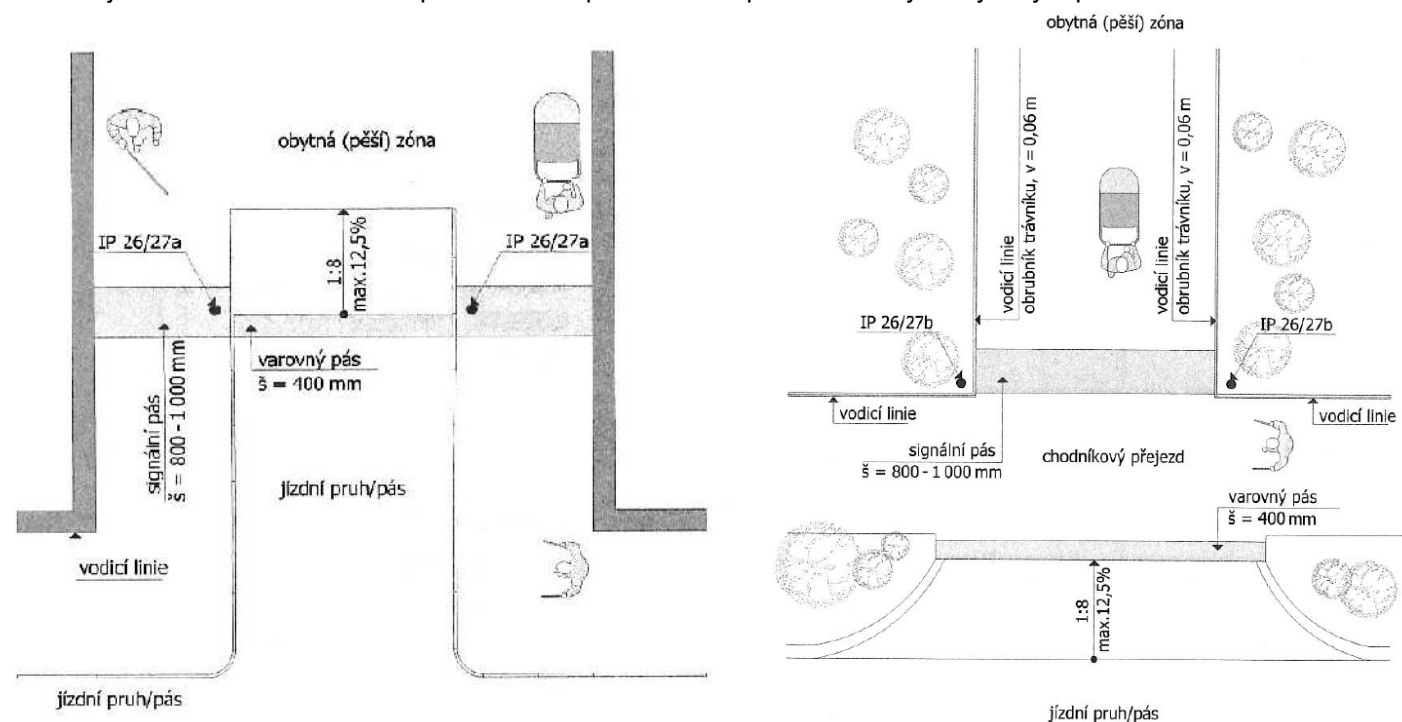 obytná (pěší) zóna
IP 26/27a
IP 26/27a
1:8
max.12,5%
varovný pás
š = 400 mm
signální pás
š = 800 - 1 000 mm
jízdní pruh/pás
vodicí linie
jízdní pruh/pás
obytná (pěší) zóna
vodicí linie
obrubník trávníku, v = 0,06 m
vodicí linie
obrubník trávníku, v = 0,06 m
IP 26/27b
IP 26/27b
vodicí linie
vodicí linie
signální pás
š = 800 - 1 000 mm
chodníkový přejezd
varovný pás
š = 400 mm
1:8
max.12,5%
jízdní pruh/pás